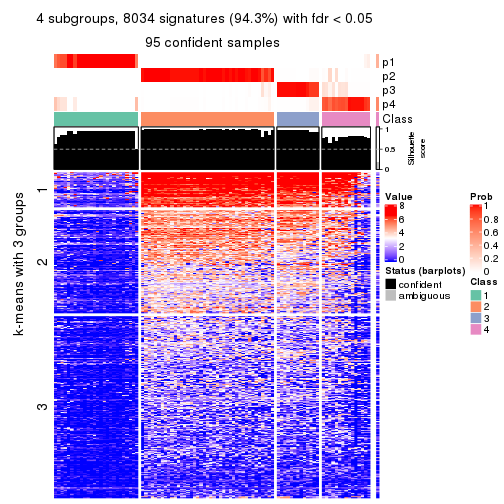 4 subgroups, 8034 signatures (94.3%) with fdr < 0.05
95 confident samples
p1
p2
p3
p4
Class
1
0.5
0
Silhouette
score
k-means with 3 groups
1
2
3
Value
8
6
4
2
0
Status (barplots)
confident
ambiguous
Prob
1
0.8
0.6
0.4
0.2
0
Class
1
2
3
4